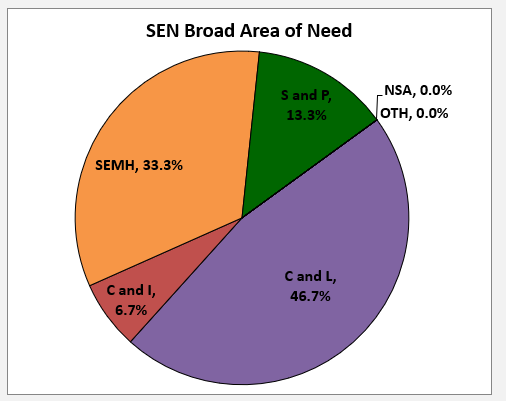 SEN Broad Area of Need
S and P,
13.3%
NSA, 0.0%
OTH, 0.0%
SEMH, 33.3%
C and L,
46.7%
C and I,
6.7%